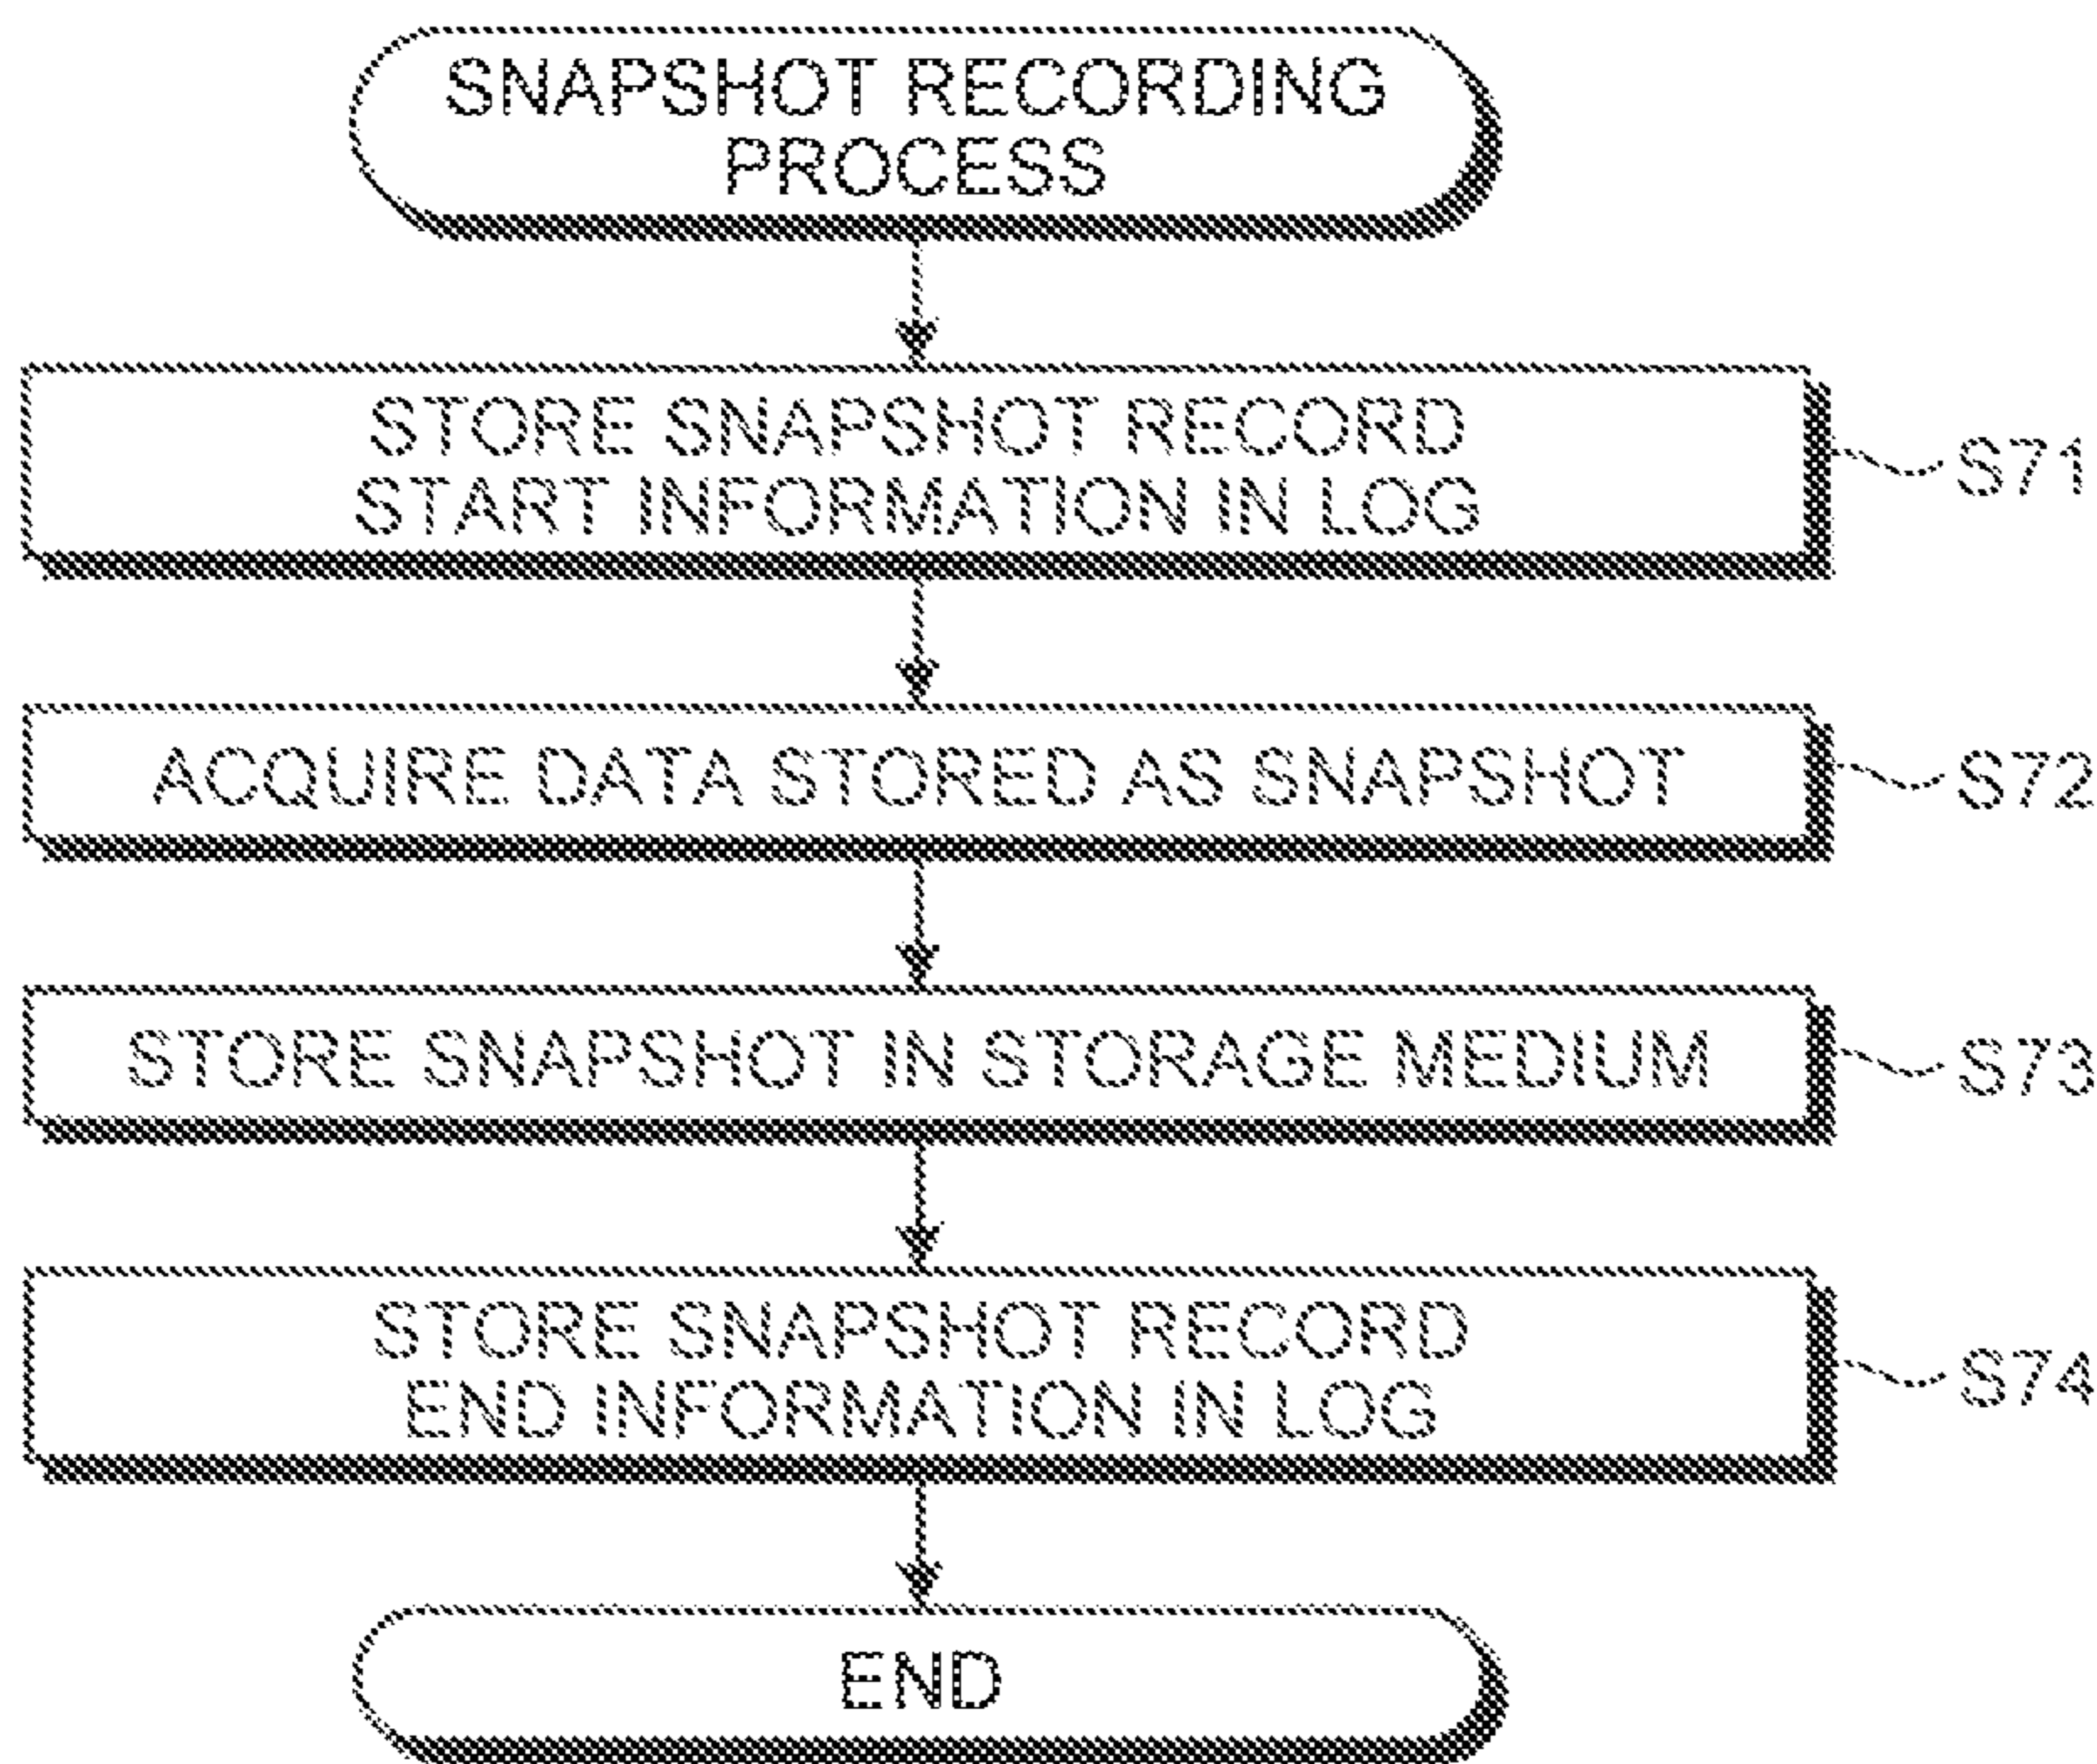 SNAPSHOT RECORDING
PROCESS
STORE SNAPSHOT RECORD
START INFORMATION IN LOG
S71
ACQUIRE DATA STORED AS SNAPSHOT
S72
STORE SNAPSHOT IN STORAGE MEDIUM
S73
STORE SNAPSHOT RECORD
END INFORMATION IN LOG
S74
END